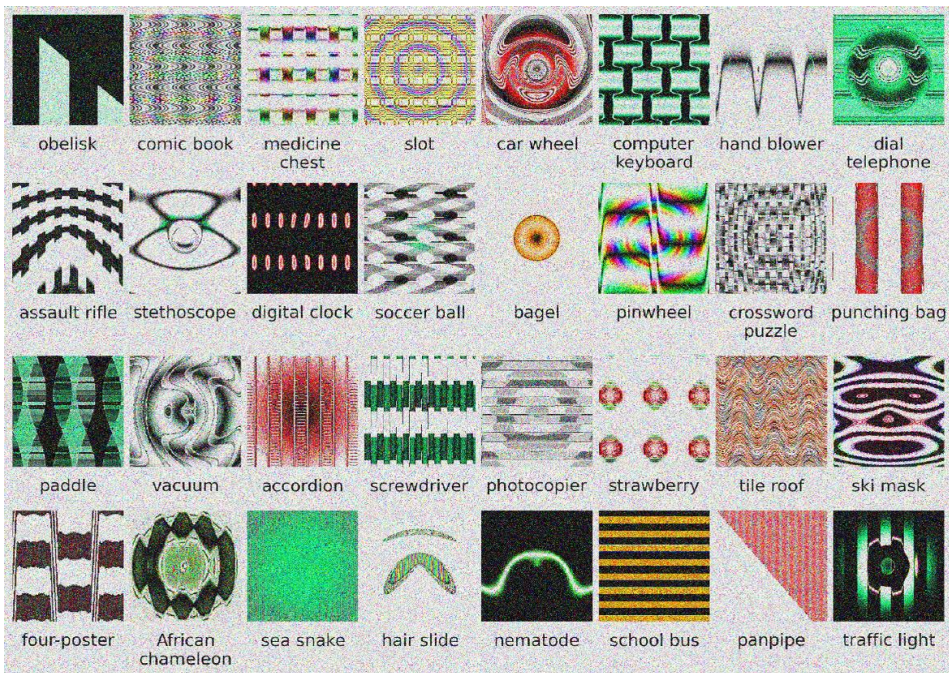 obelisk
comic book
medicine
chest
slot
car wheel
computer
keyboard
hand blower
dial
telephone
assault rifle
stethoscope
digital clock
soccer ball
bagel
pinwheel
crossword
puzzle
punching bag
paddle
vacuum
accordion
screwdriver
photocopier
strawberry
tile roof
ski mask
four-poster
African
chameleon
sea snake
hair slide
nematode
school bus
panpipe
traffic light